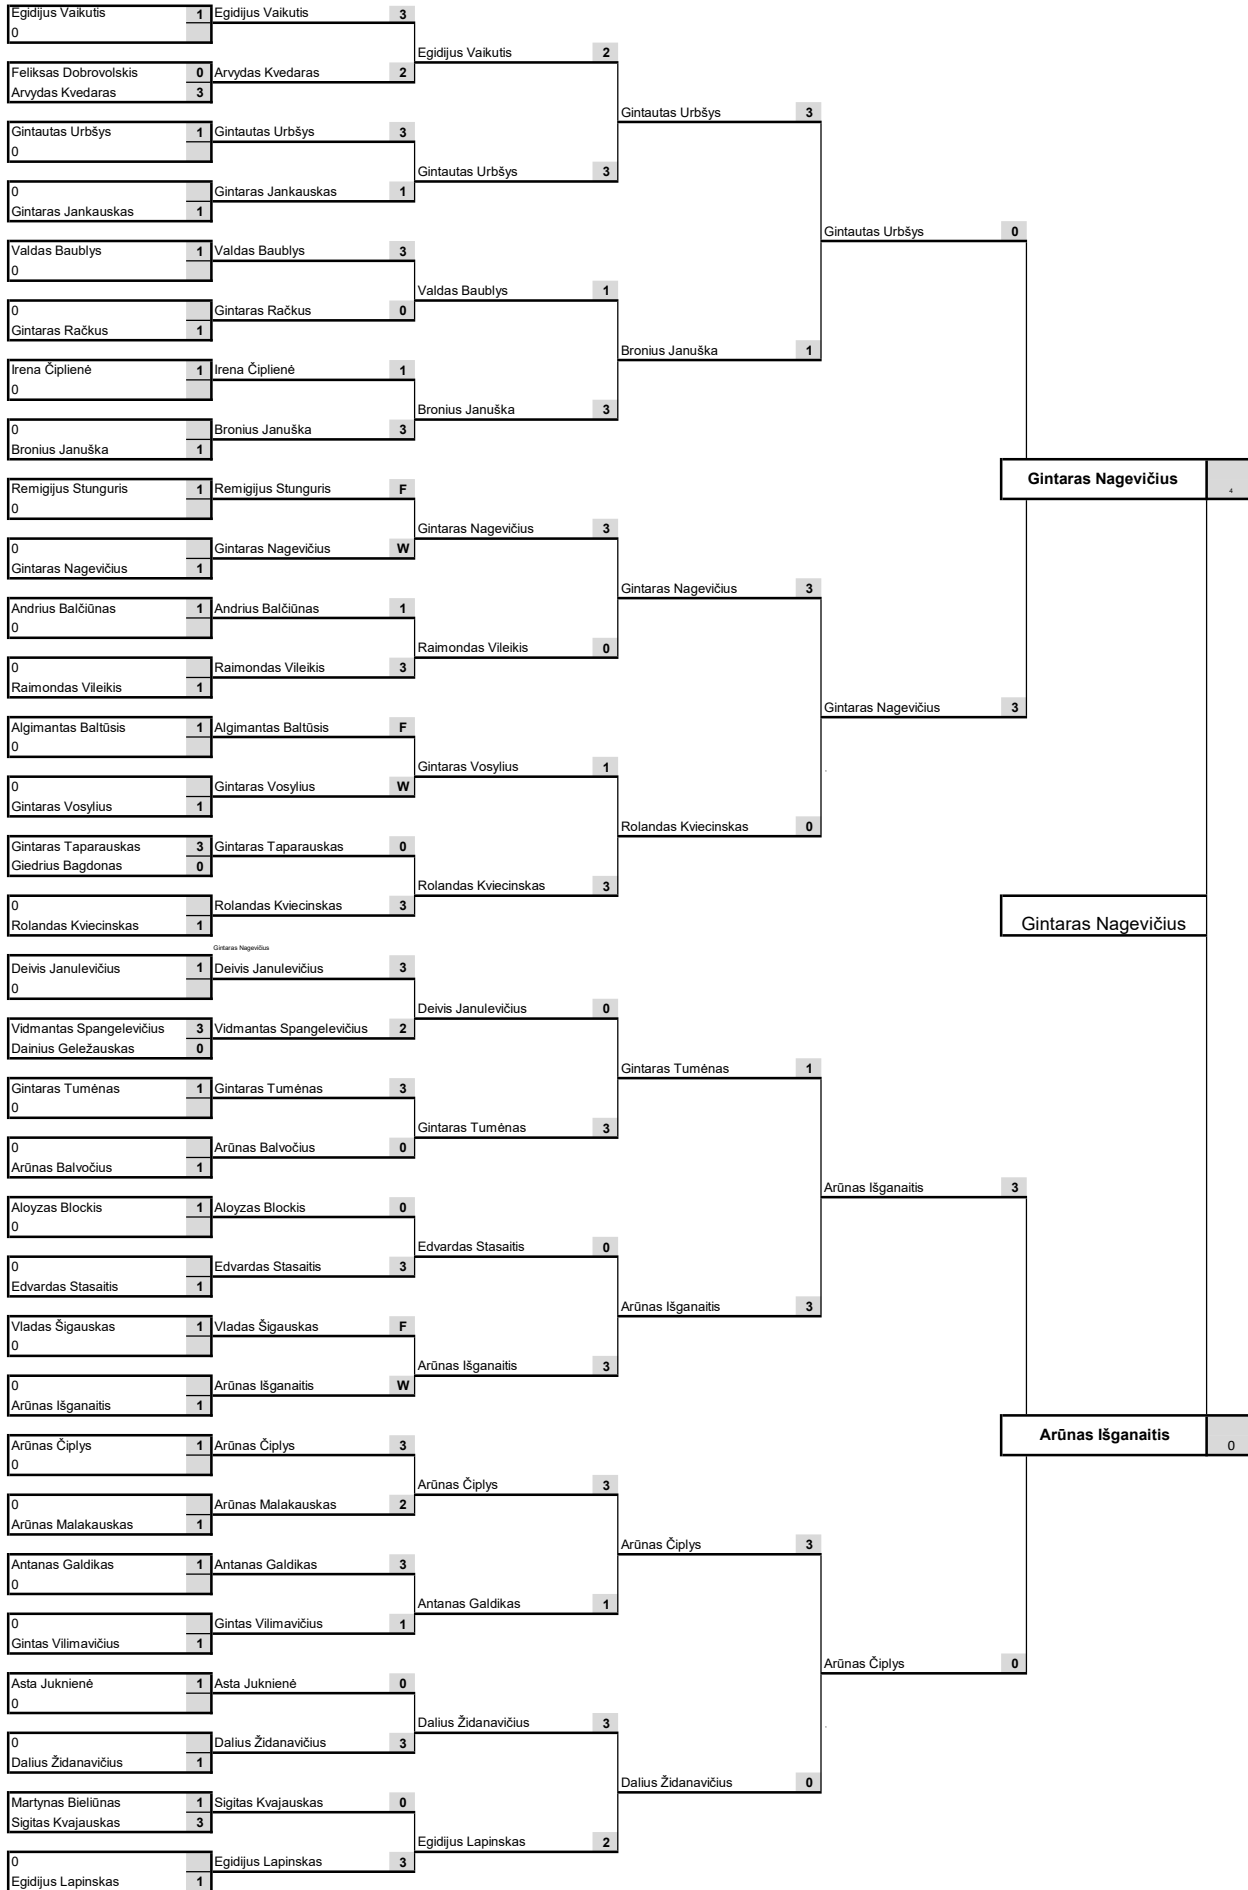 Egidijus Vaikutis 1 Egidijus Vaikutis 3
0
Egidijus Vaikutis 2
Feliksas Dobrovolskis 0 Arvydas Kvedaras 2
Arvydas Kvedaras 3
Gintautas Urbšys 3
Gintautas Urbšys 1 Gintautas Urbšys 3
0
Gintautas Urbšys 3
0 Gintaras Jankauskas 1
Gintaras Jankauskas 1
Gintautas Urbšys 0
Valdas Baublys 1 Valdas Baublys 3
0
Valdas Baublys 1
0 Gintaras Račkus 0
Gintaras Račkus 1
Bronius Januška 1
Irena Čiplienė 1 Irena Čiplienė 1
0
Bronius Januška 3
0 Bronius Januška 3
Bronius Januška 1
Gintaras Nagevičius 4
Remigijus Stunguris 1 Remigijus Stunguris F
0
Gintaras Nagevičius 3
0 Gintaras Nagevičius W
Gintaras Nagevičius 1
Gintaras Nagevičius 3
Andrius Balčiūnas 1 Andrius Balčiūnas 1
0
Raimondas Vileikis 0
0 Raimondas Vileikis 3
Raimondas Vileikis 1
Gintaras Nagevičius 3
Algimantas Baltūsis 1 Algimantas Baltūsis F
0
Gintaras Vosylius 1
0 Gintaras Vosylius W
Gintaras Vosylius 1
Rolandas Kviecinskas 0
Gintaras Taparauskas 3 Gintaras Taparauskas 0
Giedrius Bagdonas 0
Rolandas Kviecinskas 3
0 Rolandas Kviecinskas 3
Rolandas Kviecinskas 1
Gintaras Nagevičius
Gintaras Nagevičius
Deivis Janulevičius 1 Deivis Janulevičius 3
0
Deivis Janulevičius 0
Vidmantas Spangelevičius 3 Vidmantas Spangelevičius 2
Dainius Geležauskas 0
Gintaras Tumėnas 1
Gintaras Tumėnas 1 Gintaras Tumėnas 3
0
Gintaras Tumėnas 3
0 Arūnas Balvočius 0
Arūnas Balvočius 1
Arūnas Išganaitis 3
Aloyzas Blockis 1 Aloyzas Blockis 0
0
Edvardas Stasaitis 0
0 Edvardas Stasaitis 3
Edvardas Stasaitis 1
Arūnas Išganaitis 3
Vladas Šigauskas 1 Vladas Šigauskas F
0
Arūnas Išganaitis 3
0 Arūnas Išganaitis W
Arūnas Išganaitis 1
Arūnas Išganaitis 0
Arūnas Čiplys 1 Arūnas Čiplys 3
0
Arūnas Čiplys 3
0 Arūnas Malakauskas 2
Arūnas Malakauskas 1
Arūnas Čiplys 3
Antanas Galdikas 1 Antanas Galdikas 3
0
Antanas Galdikas 1
0 Gintas Vilimavičius 1
Gintas Vilimavičius 1
Arūnas Čiplys 0
Asta Juknienė 1 Asta Juknienė 0
0
Dalius Židanavičius 3
0 Dalius Židanavičius 3
Dalius Židanavičius 1
Dalius Židanavičius 0
Martynas Bieliūnas 1 Sigitas Kvajauskas 0
Sigitas Kvajauskas 3
Egidijus Lapinskas 2
0 Egidijus Lapinskas 3
Egidijus Lapinskas 1